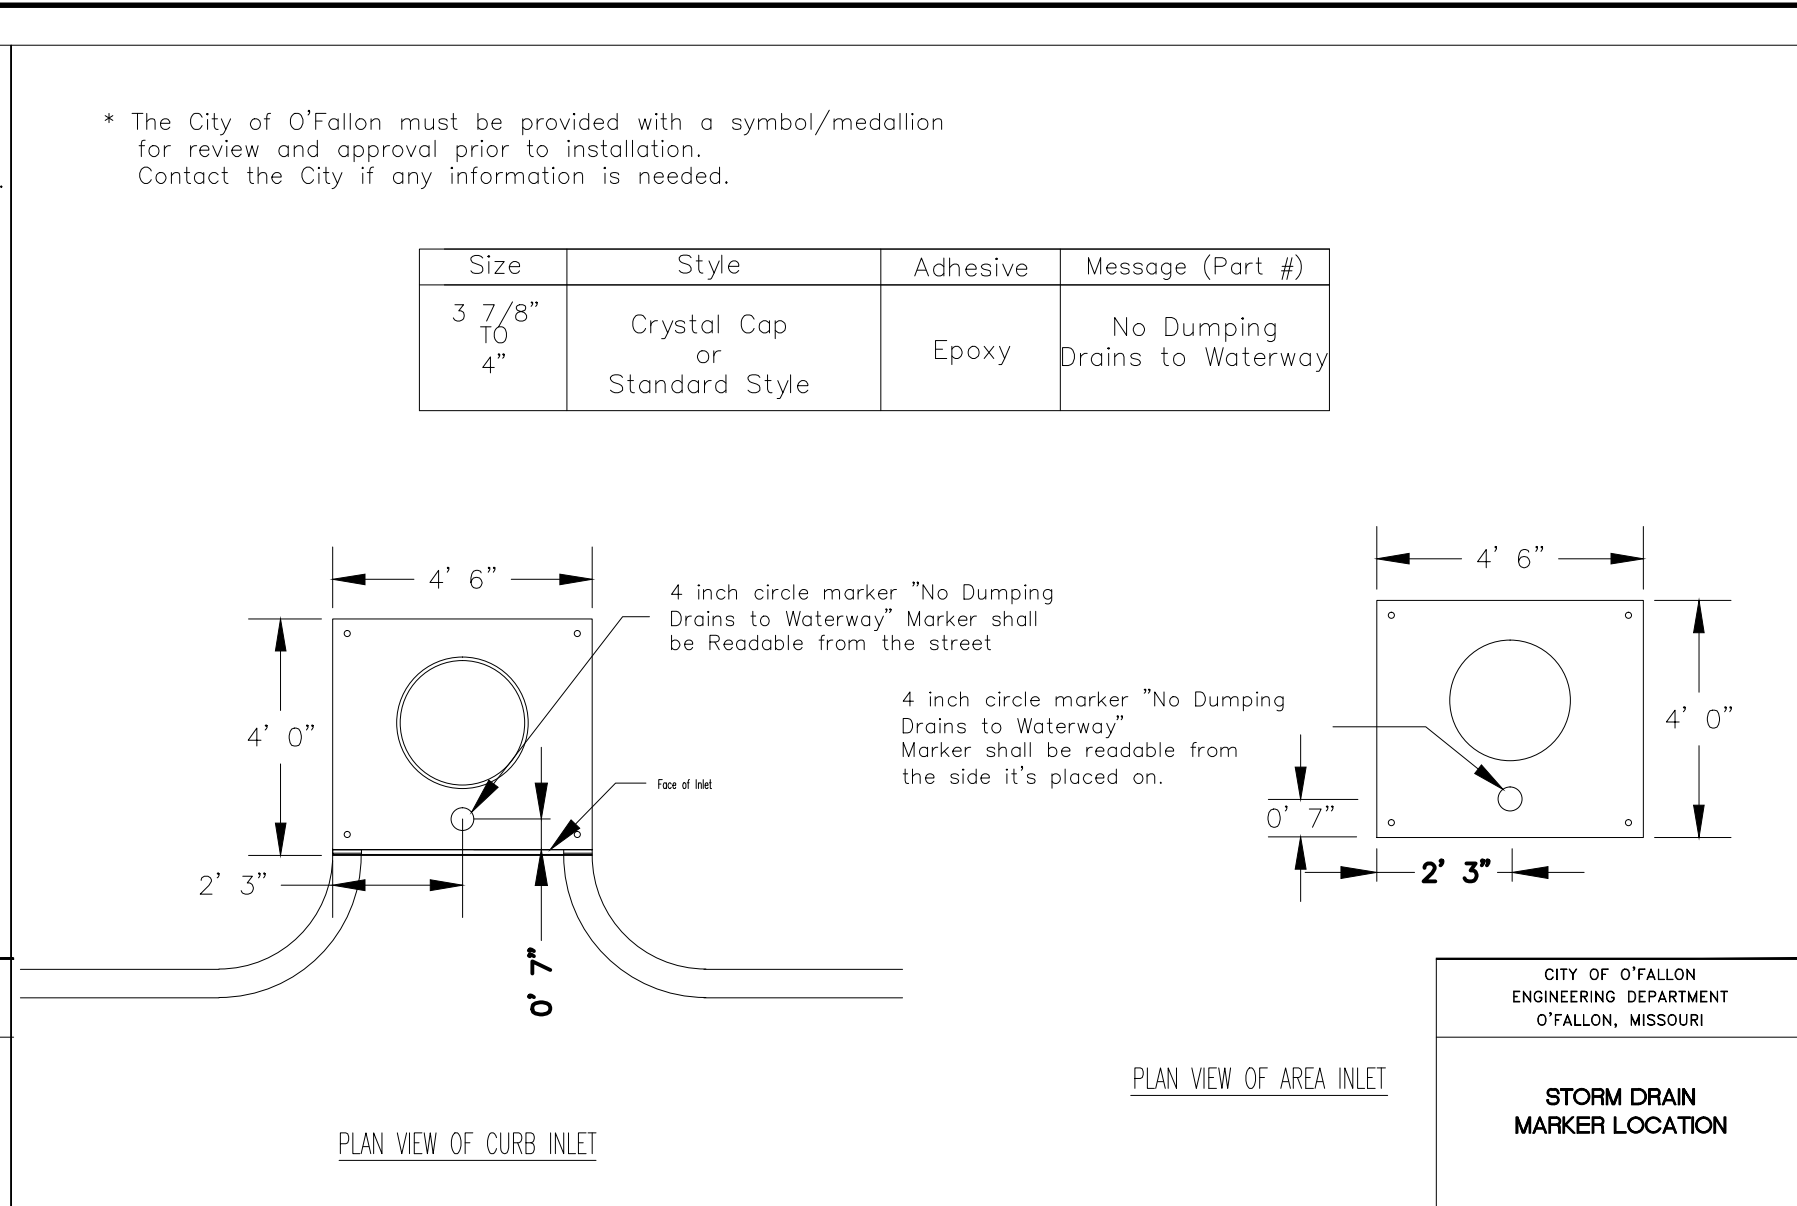 * The City of O'Fallon must be provided with a symbol/medallion
for review and approval prior to installation.
Contact the City if any information is needed.
Size Style Adhesive Message (Part #)
3 7/8"
TO
4"
Crystal Cap
or
Standard Style
Epoxy
No Dumping
Drains to Waterway
4' 6"
4 inch circle marker "No Dumping
Drains to Waterway" Marker shall
be Readable from the street
4' 0"
Face of Inlet
2' 3"
0' 7"
PLAN VIEW OF CURB INLET
4' 6"
4 inch circle marker "No Dumping
Drains to Waterway"
Marker shall be readable from
the side it's placed on.
4' 0"
0' 7"
2' 3"
PLAN VIEW OF AREA INLET
CITY OF O'FALLON
ENGINEERING DEPARTMENT
O'FALLON, MISSOURI
STORM DRAIN
MARKER LOCATION